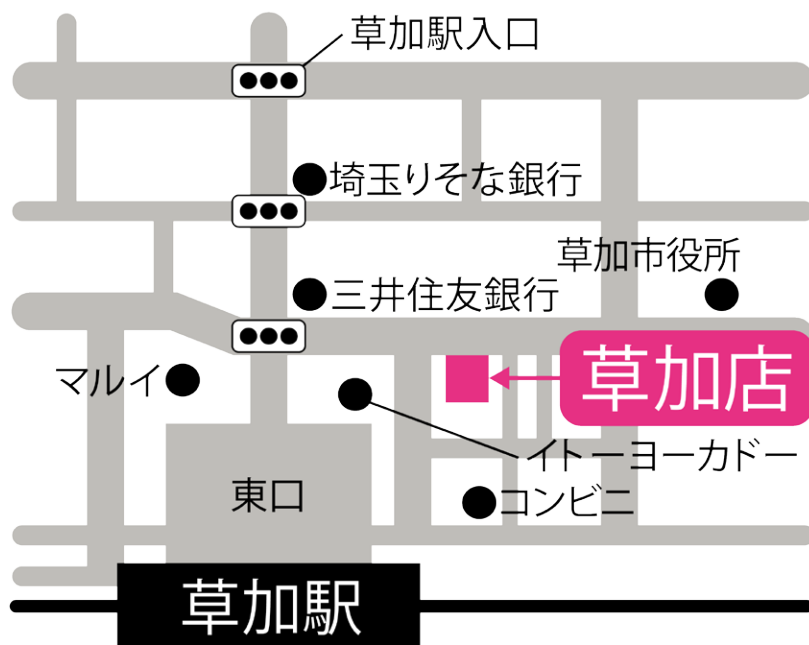 草加駅入口
埼玉りそな銀行
草加市役所
三井住友銀行
マルイ
草加店
イトーヨーカドー
東口
コンビニ
草加駅